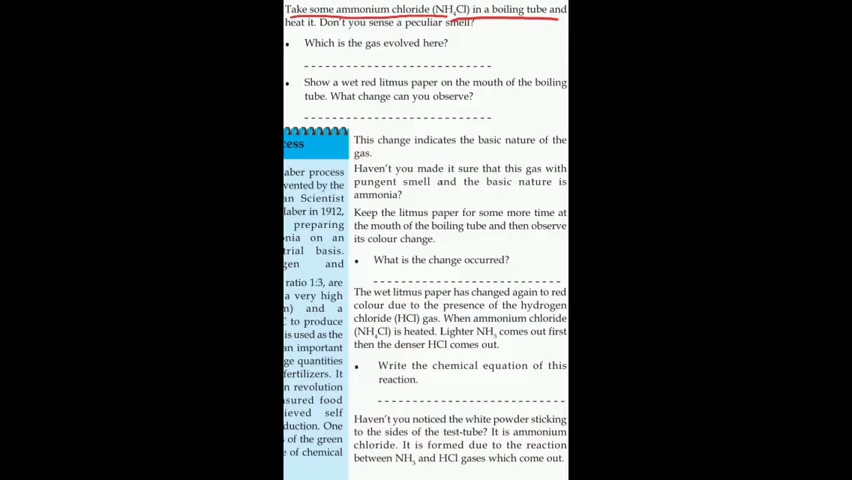 Take some ammonium chloride (NH₄Cl) in a boiling tube and
heat it. Don't you sense a peculiar smell?
• Which is the gas evolved here?
• Show a wet red litmus paper on the mouth of the boiling
tube. What change can you observe?
cess
aber process
vented by the
an Scientist
Haber in 1912,
preparing
onia on an
trial basis.
gen and
ratio 1:3, are
a very high
m) and a
C to produce
is used as the
an important
ge quantities
fertilizers. It
n revolution
sured food
ieved self
duction. One
s of the green
e of chemical
This change indicates the basic nature of the
gas.
Haven't you made it sure that this gas with
pungent smell and the basic nature is
ammonia?
Keep the litmus paper for some more time at
the mouth of the boiling tube and then observe
its colour change.
• What is the change occurred?
The wet litmus paper has changed again to red
colour due to the presence of the hydrogen
chloride (HCl) gas. When ammonium chloride
(NH₄Cl) is heated. Lighter NH₃ comes out first
then the denser HCl comes out.
• Write the chemical equation of this
reaction.
Haven't you noticed the white powder sticking
to the sides of the test-tube? It is ammonium
chloride. It is formed due to the reaction
between NH₃ and HCl gases which come out.